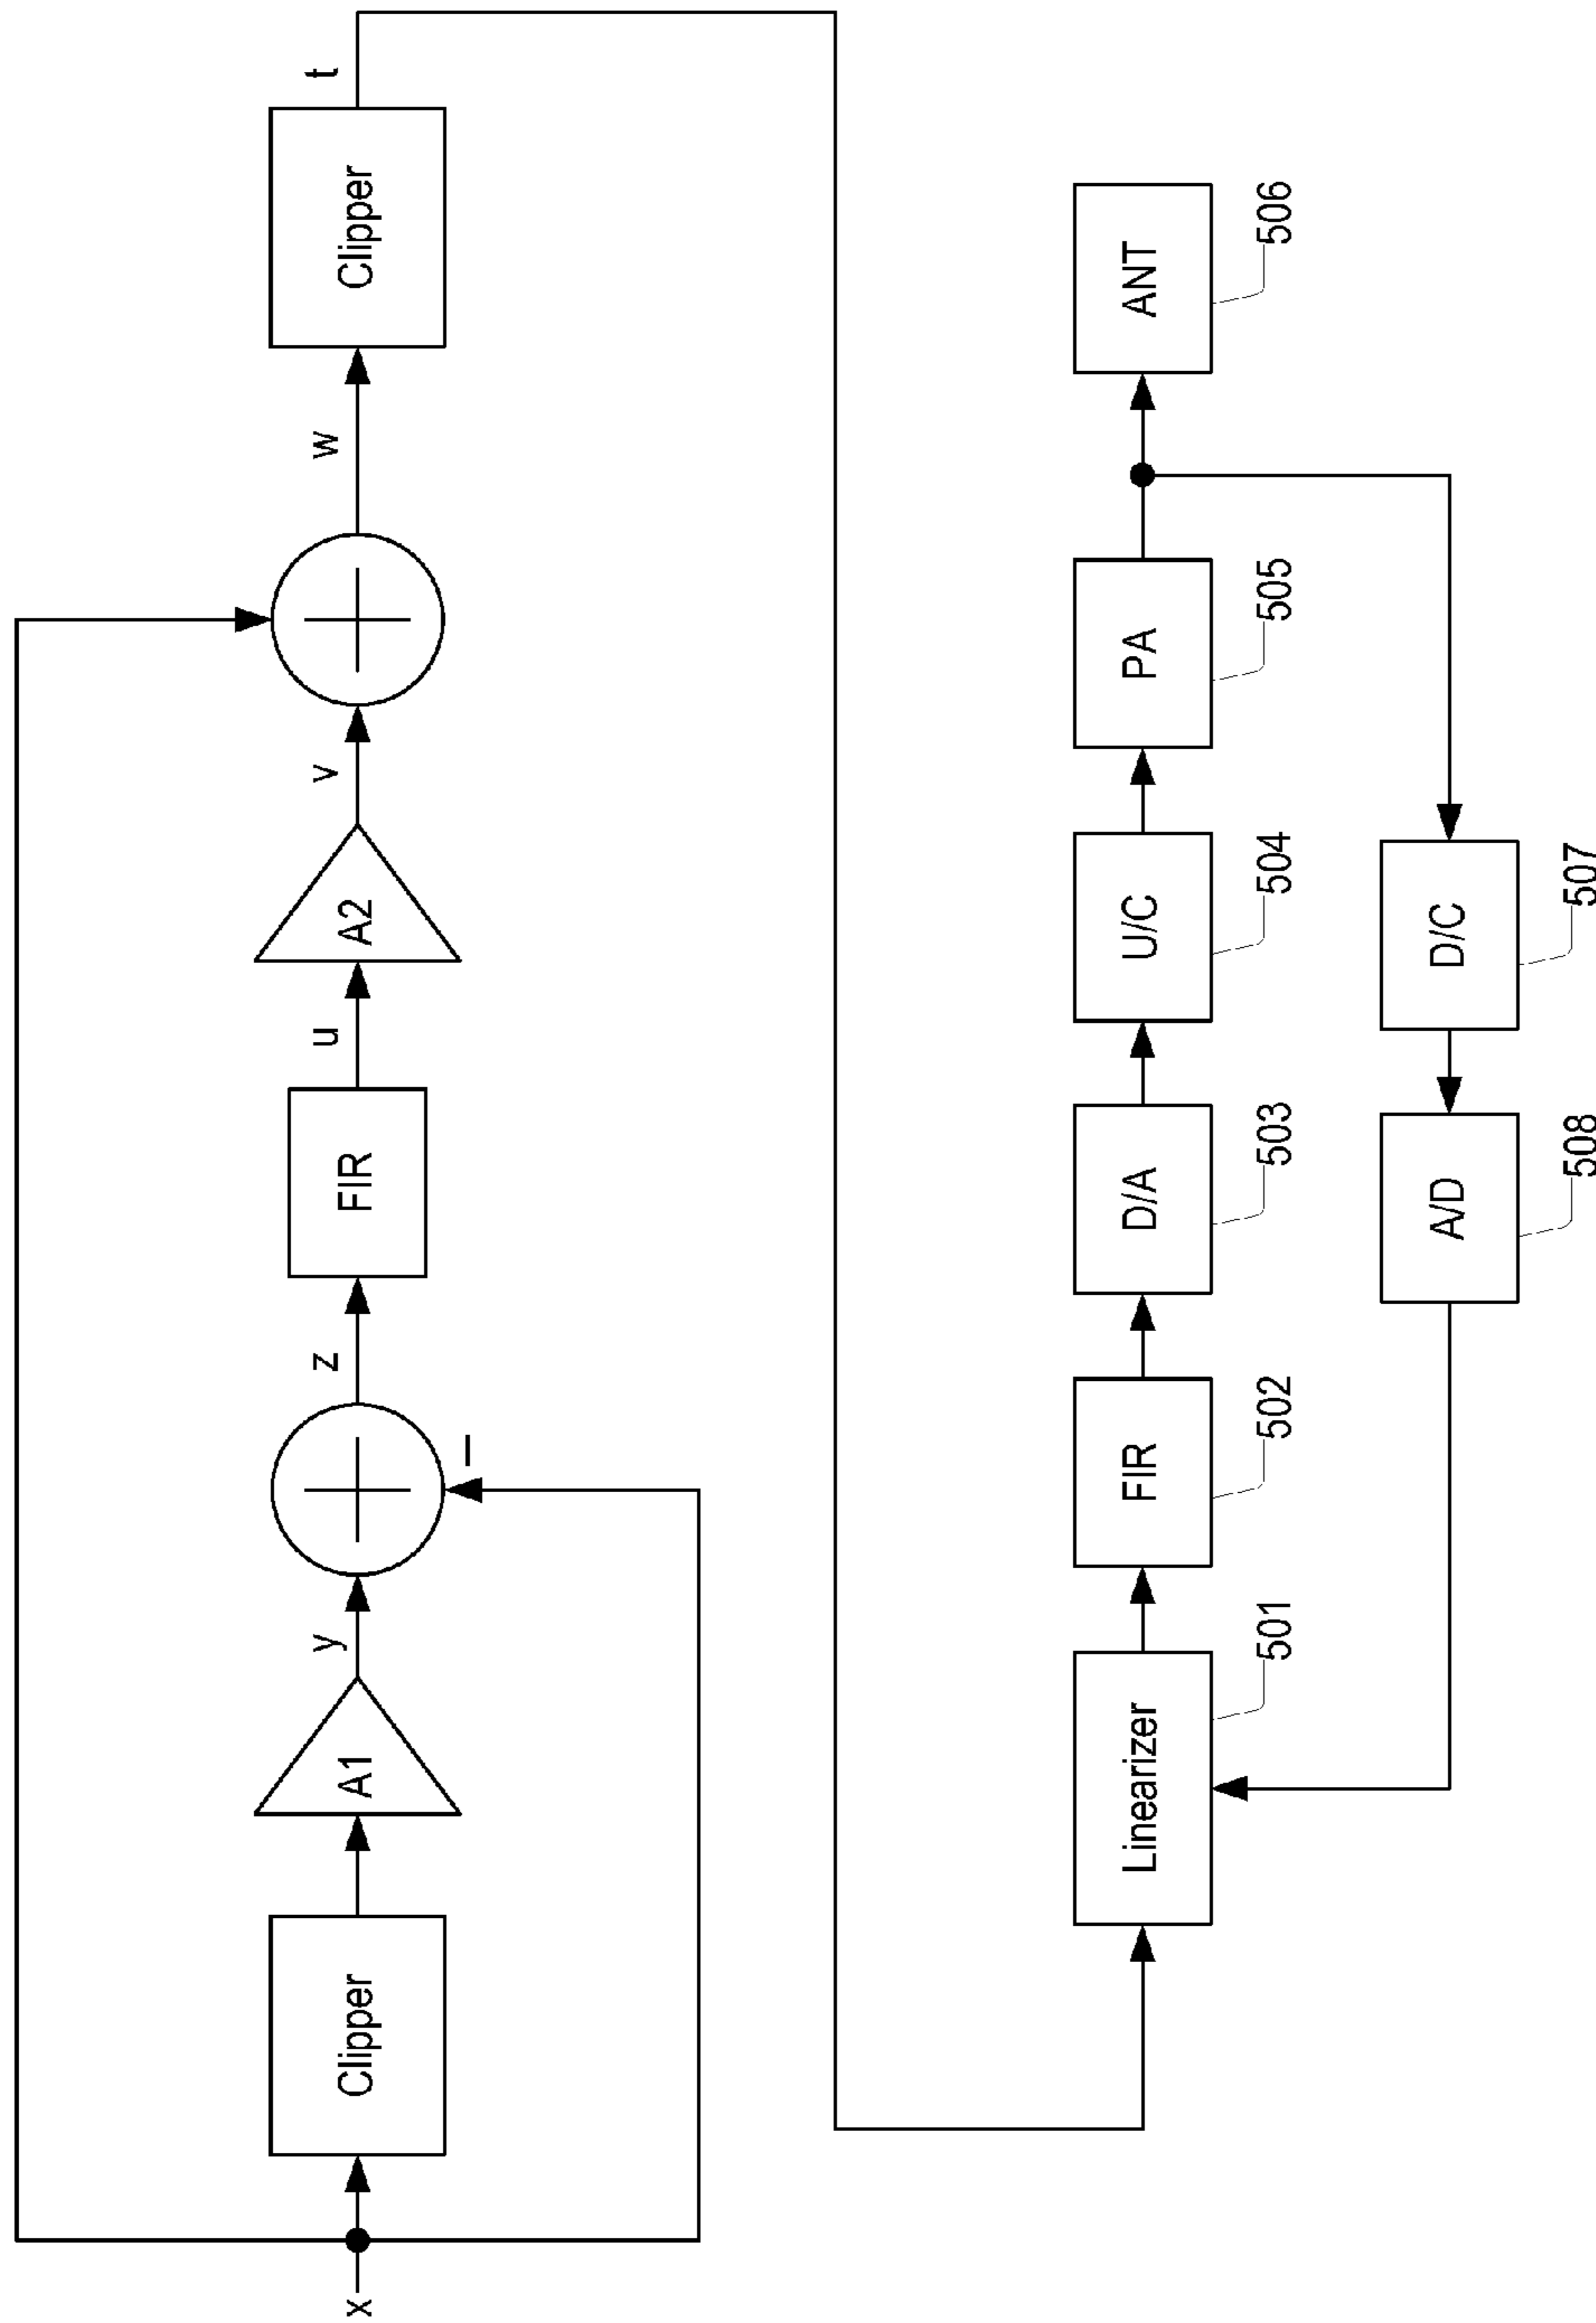 x
Clipper
A1
y
−
z
FIR
u
A2
v
w
Clipper
t
Linearizer
501
FIR
502
D/A
503
U/C
504
PA
505
ANT
506
A/D
508
D/C
507